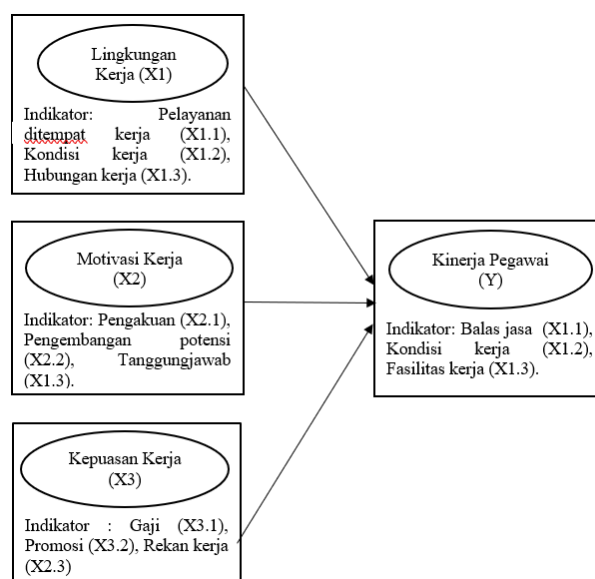 Lingkungan
Kerja (X1)
Indikator: Pelayanan
ditempat kerja (X1.1),
Kondisi kerja (X1.2),
Hubungan kerja (X1.3).
Motivasi Kerja
(X2)
Indikator: Pengakuan (X2.1),
Pengembangan potensi
(X2.2), Tanggungjawab
(X1.3).
Kepuasan Kerja
(X3)
Indikator : Gaji (X3.1),
Promosi (X3.2), Rekan kerja
(X2.3)
Kinerja Pegawai
(Y)
Indikator: Balas jasa (X1.1),
Kondisi kerja (X1.2),
Fasilitas kerja (X1.3).